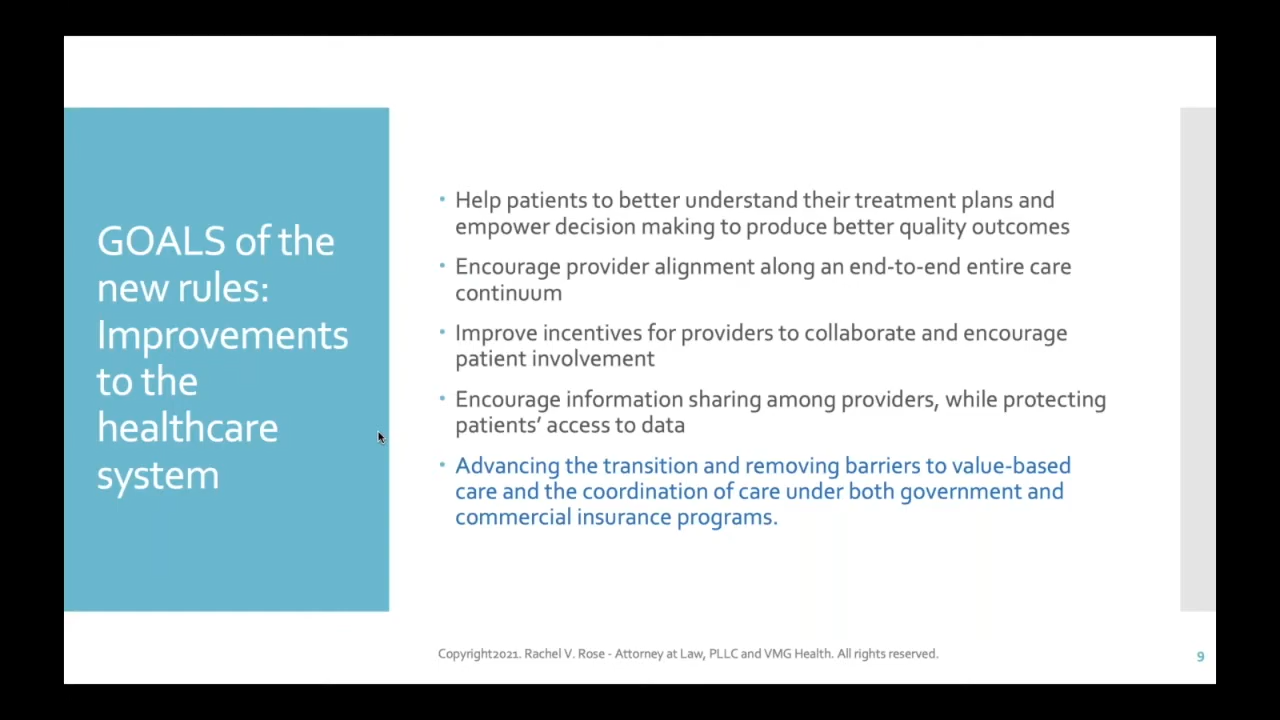 GOALS of the
new rules:
Improvements
to the
healthcare
system
• Help patients to better understand their treatment plans and
empower decision making to produce better quality outcomes
• Encourage provider alignment along an end-to-end entire care
continuum
• Improve incentives for providers to collaborate and encourage
patient involvement
• Encourage information sharing among providers, while protecting
patients’ access to data
• Advancing the transition and removing barriers to value-based
care and the coordination of care under both government and
commercial insurance programs.
Copyright2021. Rachel V. Rose - Attorney at Law, PLLC and VMG Health. All rights reserved.
9